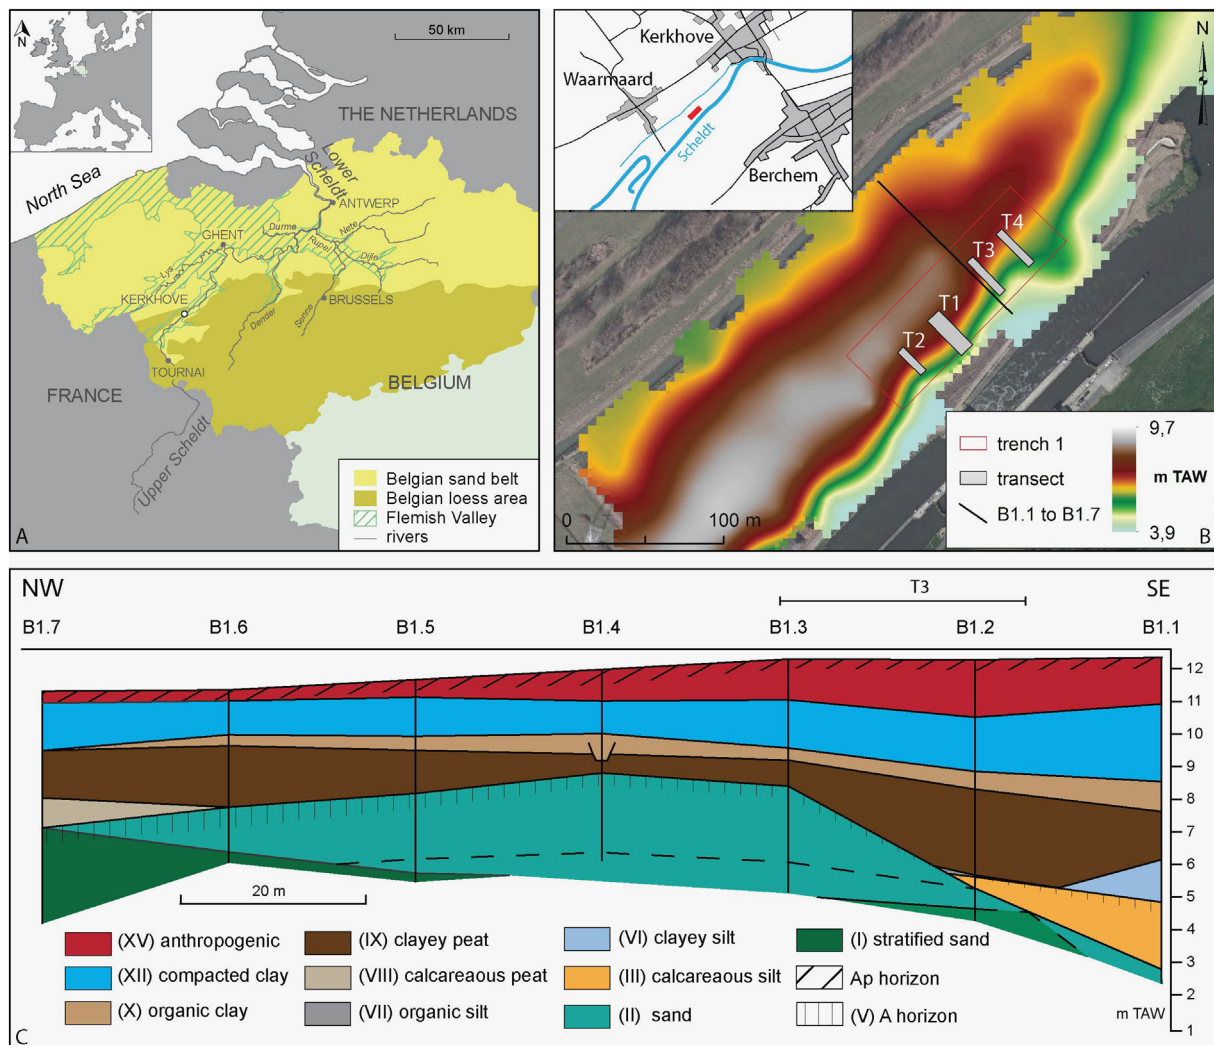 N
50 km
THE NETHERLANDS
North Sea
Lower
Scheldt
ANTWERP
GHENT
Durme
Nete
Rupel
Dijle
Lys
KERKHOVE
BRUSSELS
Dender
Senne
TOURNAI
FRANCE
BELGIUM
Upper Scheldt
Belgian sand belt
Belgian loess area
Flemish Valley
rivers
A
Kerkhove
Waarmaard
Scheldt
Berchem
N
T4
T3
T1
T2
0
100 m
trench 1
transect
B1.1 to B1.7
9,7
m TAW
3,9
B
NW
T3
SE
B1.7
B1.6
B1.5
B1.4
B1.3
B1.2
B1.1
12
11
10
9
8
7
6
5
4
3
2
m TAW
1
20 m
(XV) anthropogenic
(IX) clayey peat
(VI) clayey silt
(I) stratified sand
(XII) compacted clay
(VIII) calcareaous peat
(III) calcareaous silt
Ap horizon
(X) organic clay
(VII) organic silt
(II) sand
(V) A horizon
C